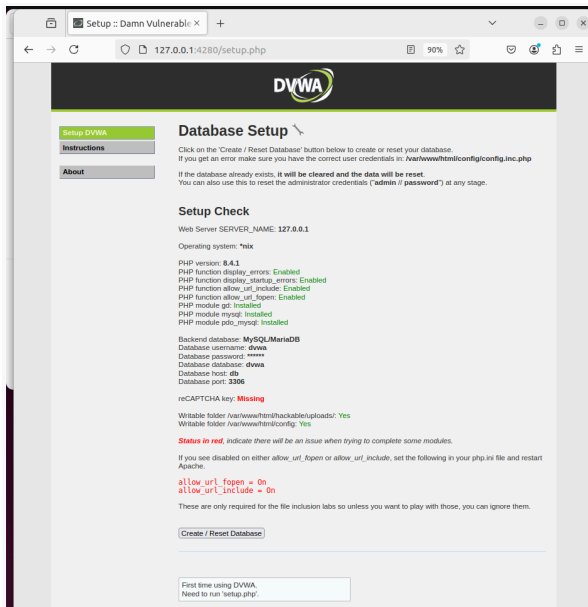 Setup :: Damn Vulnerable
127.0.0.1:4280/setup.php
90%
DVWA
Setup DVWA
Instructions
About
Database Setup
Click on the 'Create / Reset Database' button below to create or reset your database.
If you get an error make sure you have the correct user credentials in: /var/www/html/config/config.inc.php
If the database already exists, it will be cleared and the data will be reset.
You can also use this to reset the administrator credentials ("admin // password") at any stage.
Setup Check
Web Server SERVER_NAME: 127.0.0.1
Operating system: *nix
PHP version: 8.4.1
PHP function display_errors: Enabled
PHP function display_startup_errors: Enabled
PHP function allow_url_include: Enabled
PHP function allow_url_fopen: Enabled
PHP module gd: Installed
PHP module mysql: Installed
PHP module pdo_mysql: Installed
Backend database: MySQL/MariaDB
Database username: dvwa
Database password: ******
Database database: dvwa
Database host: db
Database port: 3306
reCAPTCHA key: Missing
Writable folder /var/www/html/hackable/uploads/: Yes
Writable folder /var/www/html/config: Yes
Status in red, indicate there will be an issue when trying to complete some modules.
If you see disabled on either allow_url_fopen or allow_url_include, set the following in your php.ini file and restart
Apache.
allow_url_fopen = On
allow_url_include = On
These are only required for the file inclusion labs so unless you want to play with those, you can ignore them.
Create / Reset Database
First time using DVWA.
Need to run 'setup.php'.